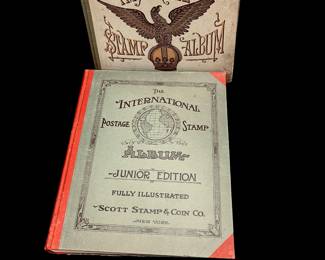 STAMP ALBUM
THE
INTERNATIONAL
POSTAGE STAMP
ALBUM
JUNIOR EDITION
FULLY ILLUSTRATED
SCOTT STAMP & COIN CO.
NEW YORK.